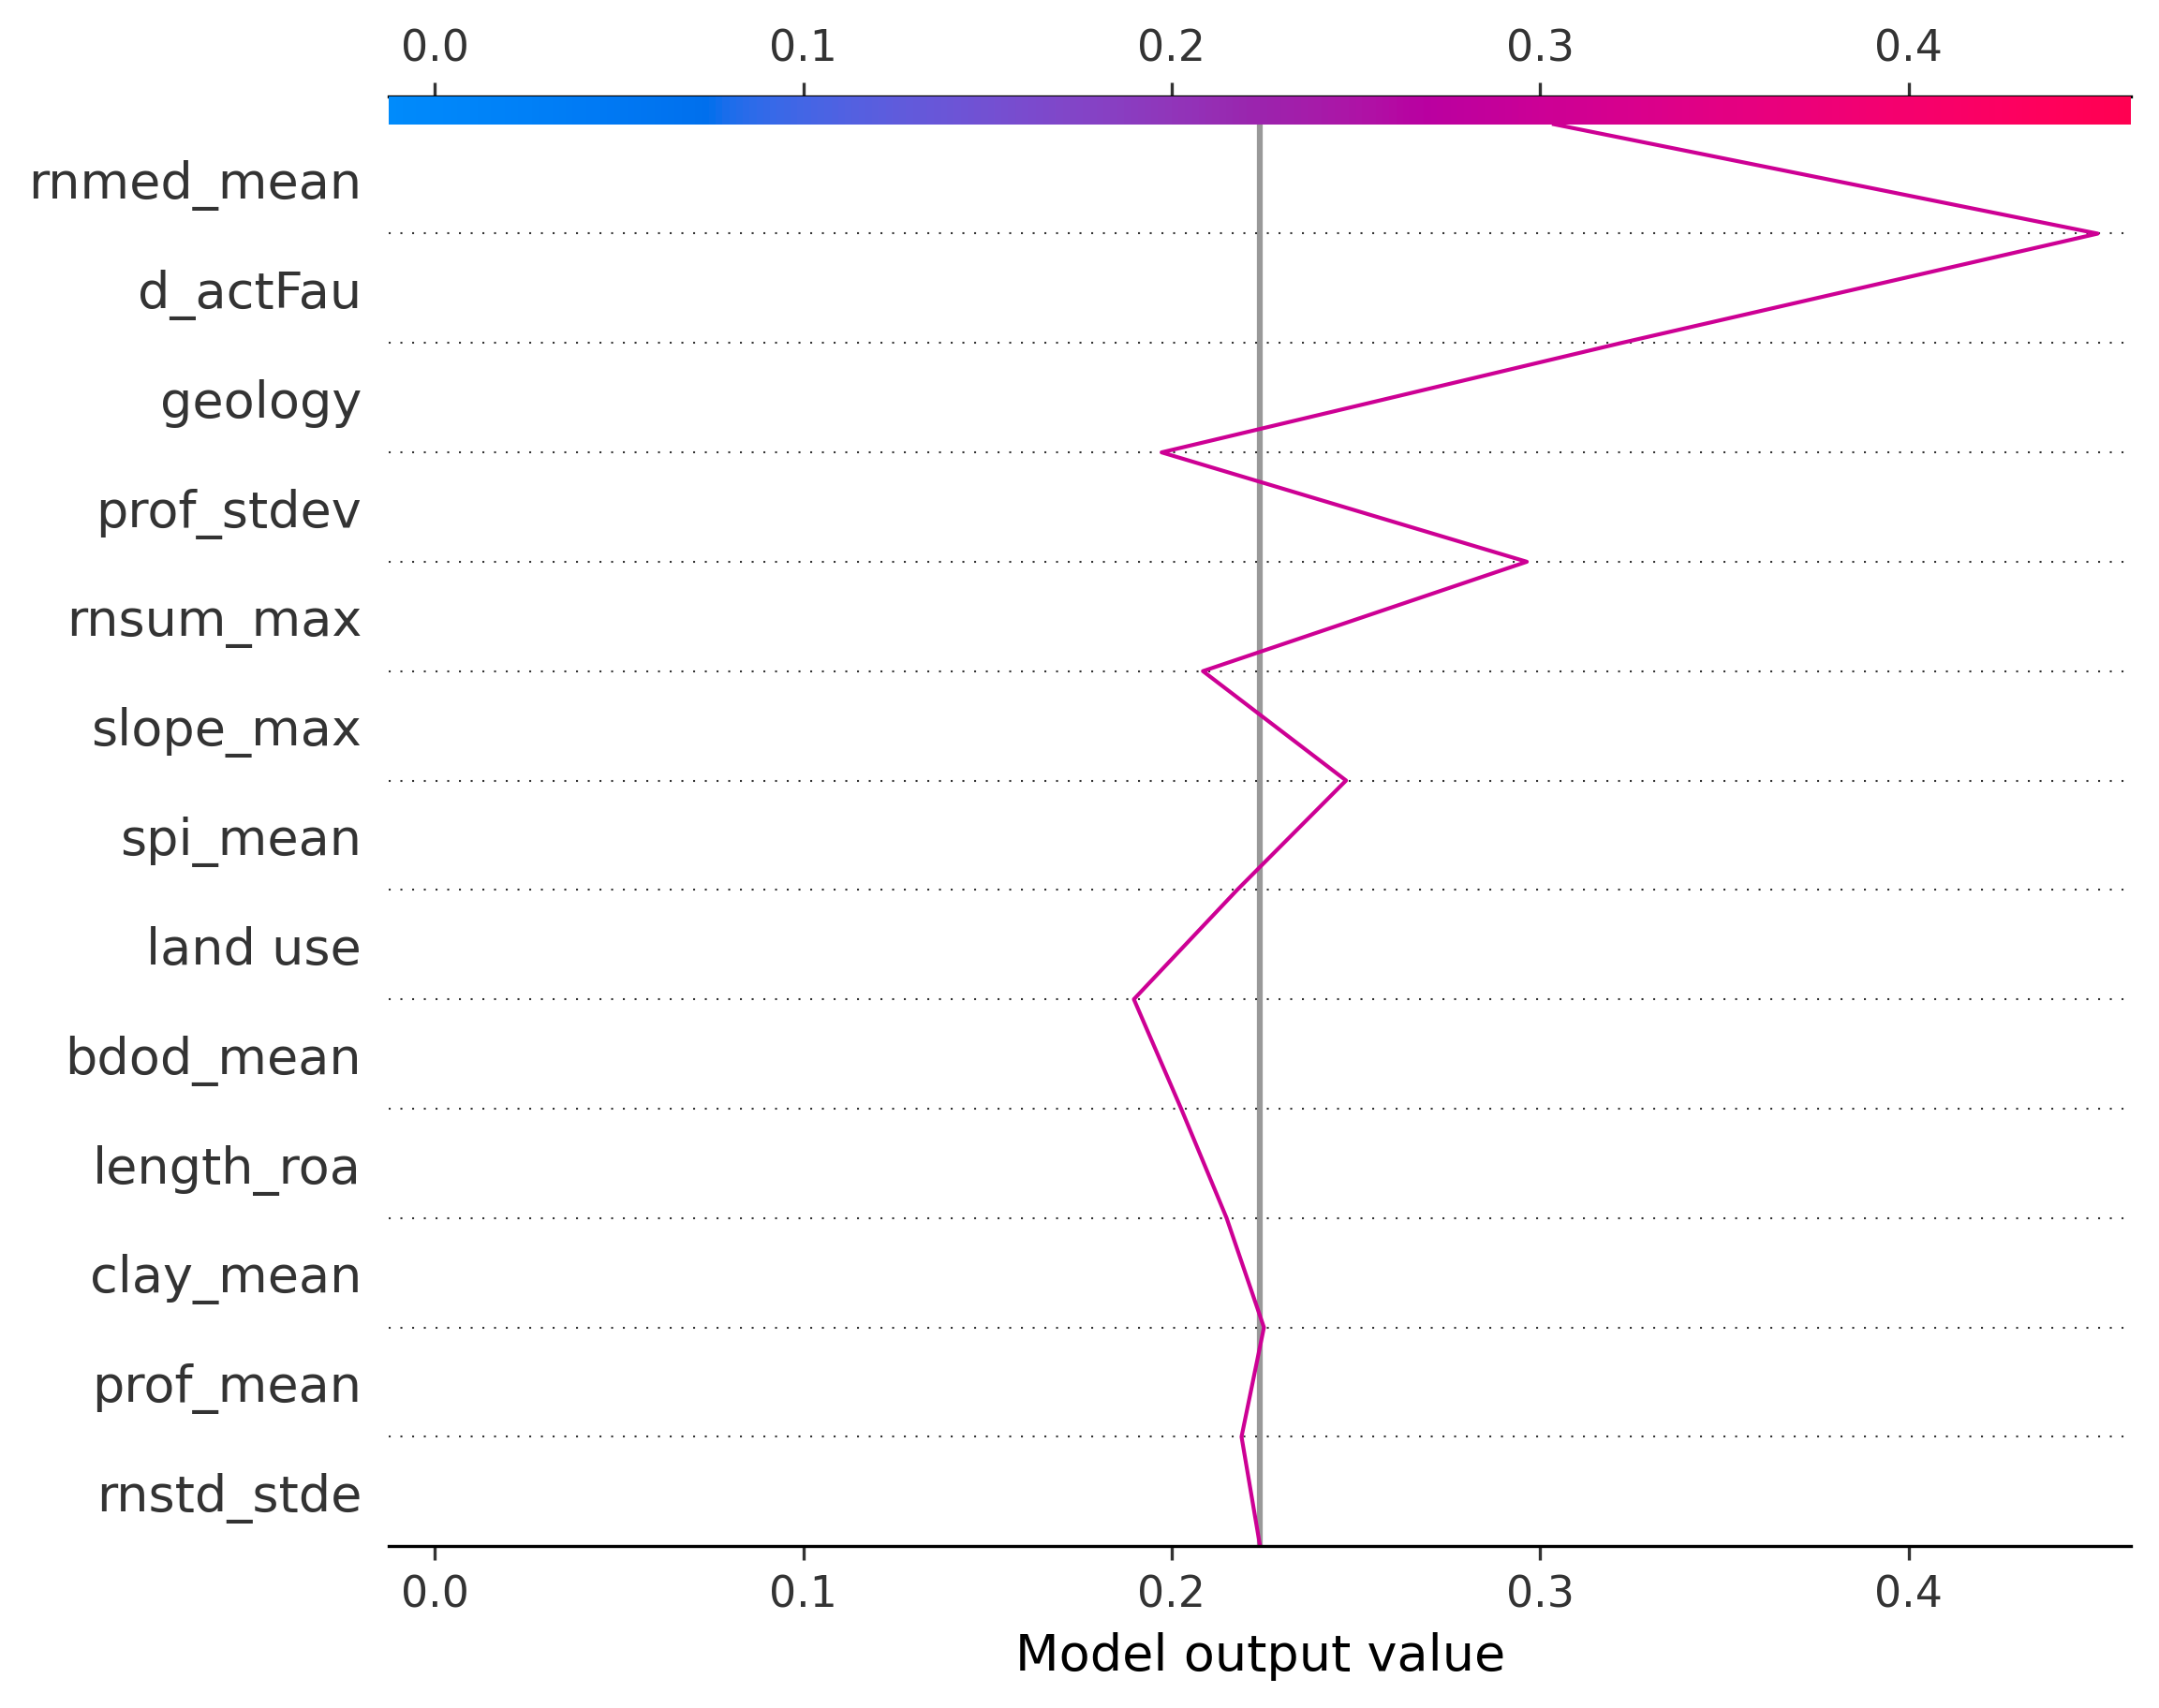 0.0 0.1 0.2 0.3 0.4
rnmed_mean
d_actFau
geology
prof_stdev
rnsum_max
slope_max
spi_mean
land use
bdod_mean
length_roa
clay_mean
prof_mean
rnstd_stde
0.0 0.1 0.2 0.3 0.4
Model output value